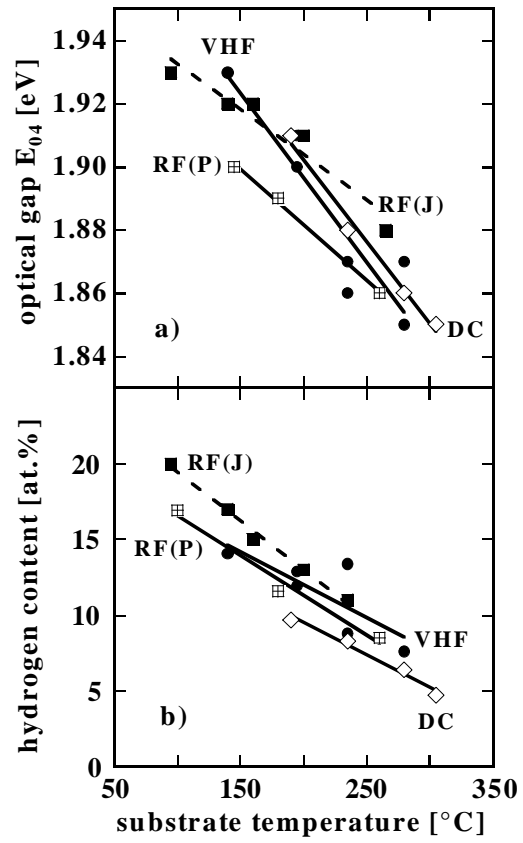 1.94
VHF
1.92
RF(P)
1.90
RF(J)
1.88
1.86
a)
DC
1.84
optical gap E04 [eV]
20
RF(J)
15
RF(P)
10
VHF
5
b)
DC
0
hydrogen content [at.%]
50 150 250 350
substrate temperature [°C]